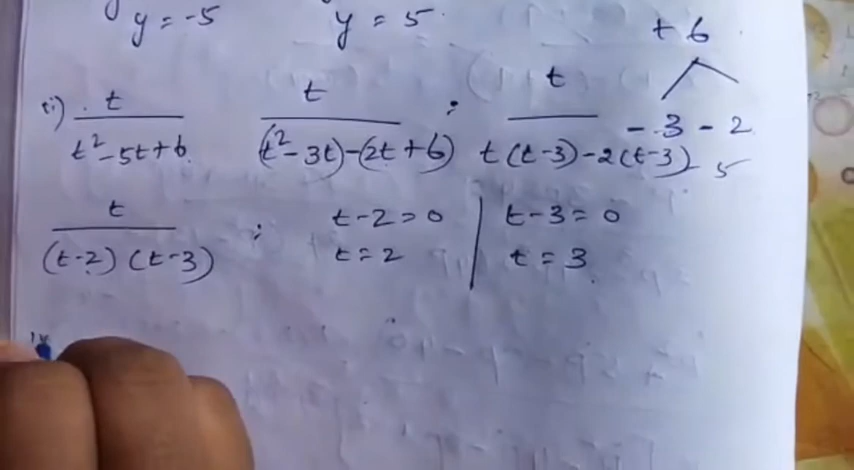 y = -5 y = 5
+ 6
ii) t / (t² - 5t + 6) t / ((t² - 3t) - (2t + 6)) ; t / (t(t-3) - 2(t-3)) - 3 - 2
5
t / ((t-2) (t-3)) ; t - 2 = 0 | t - 3 = 0
t = 2 | t = 3